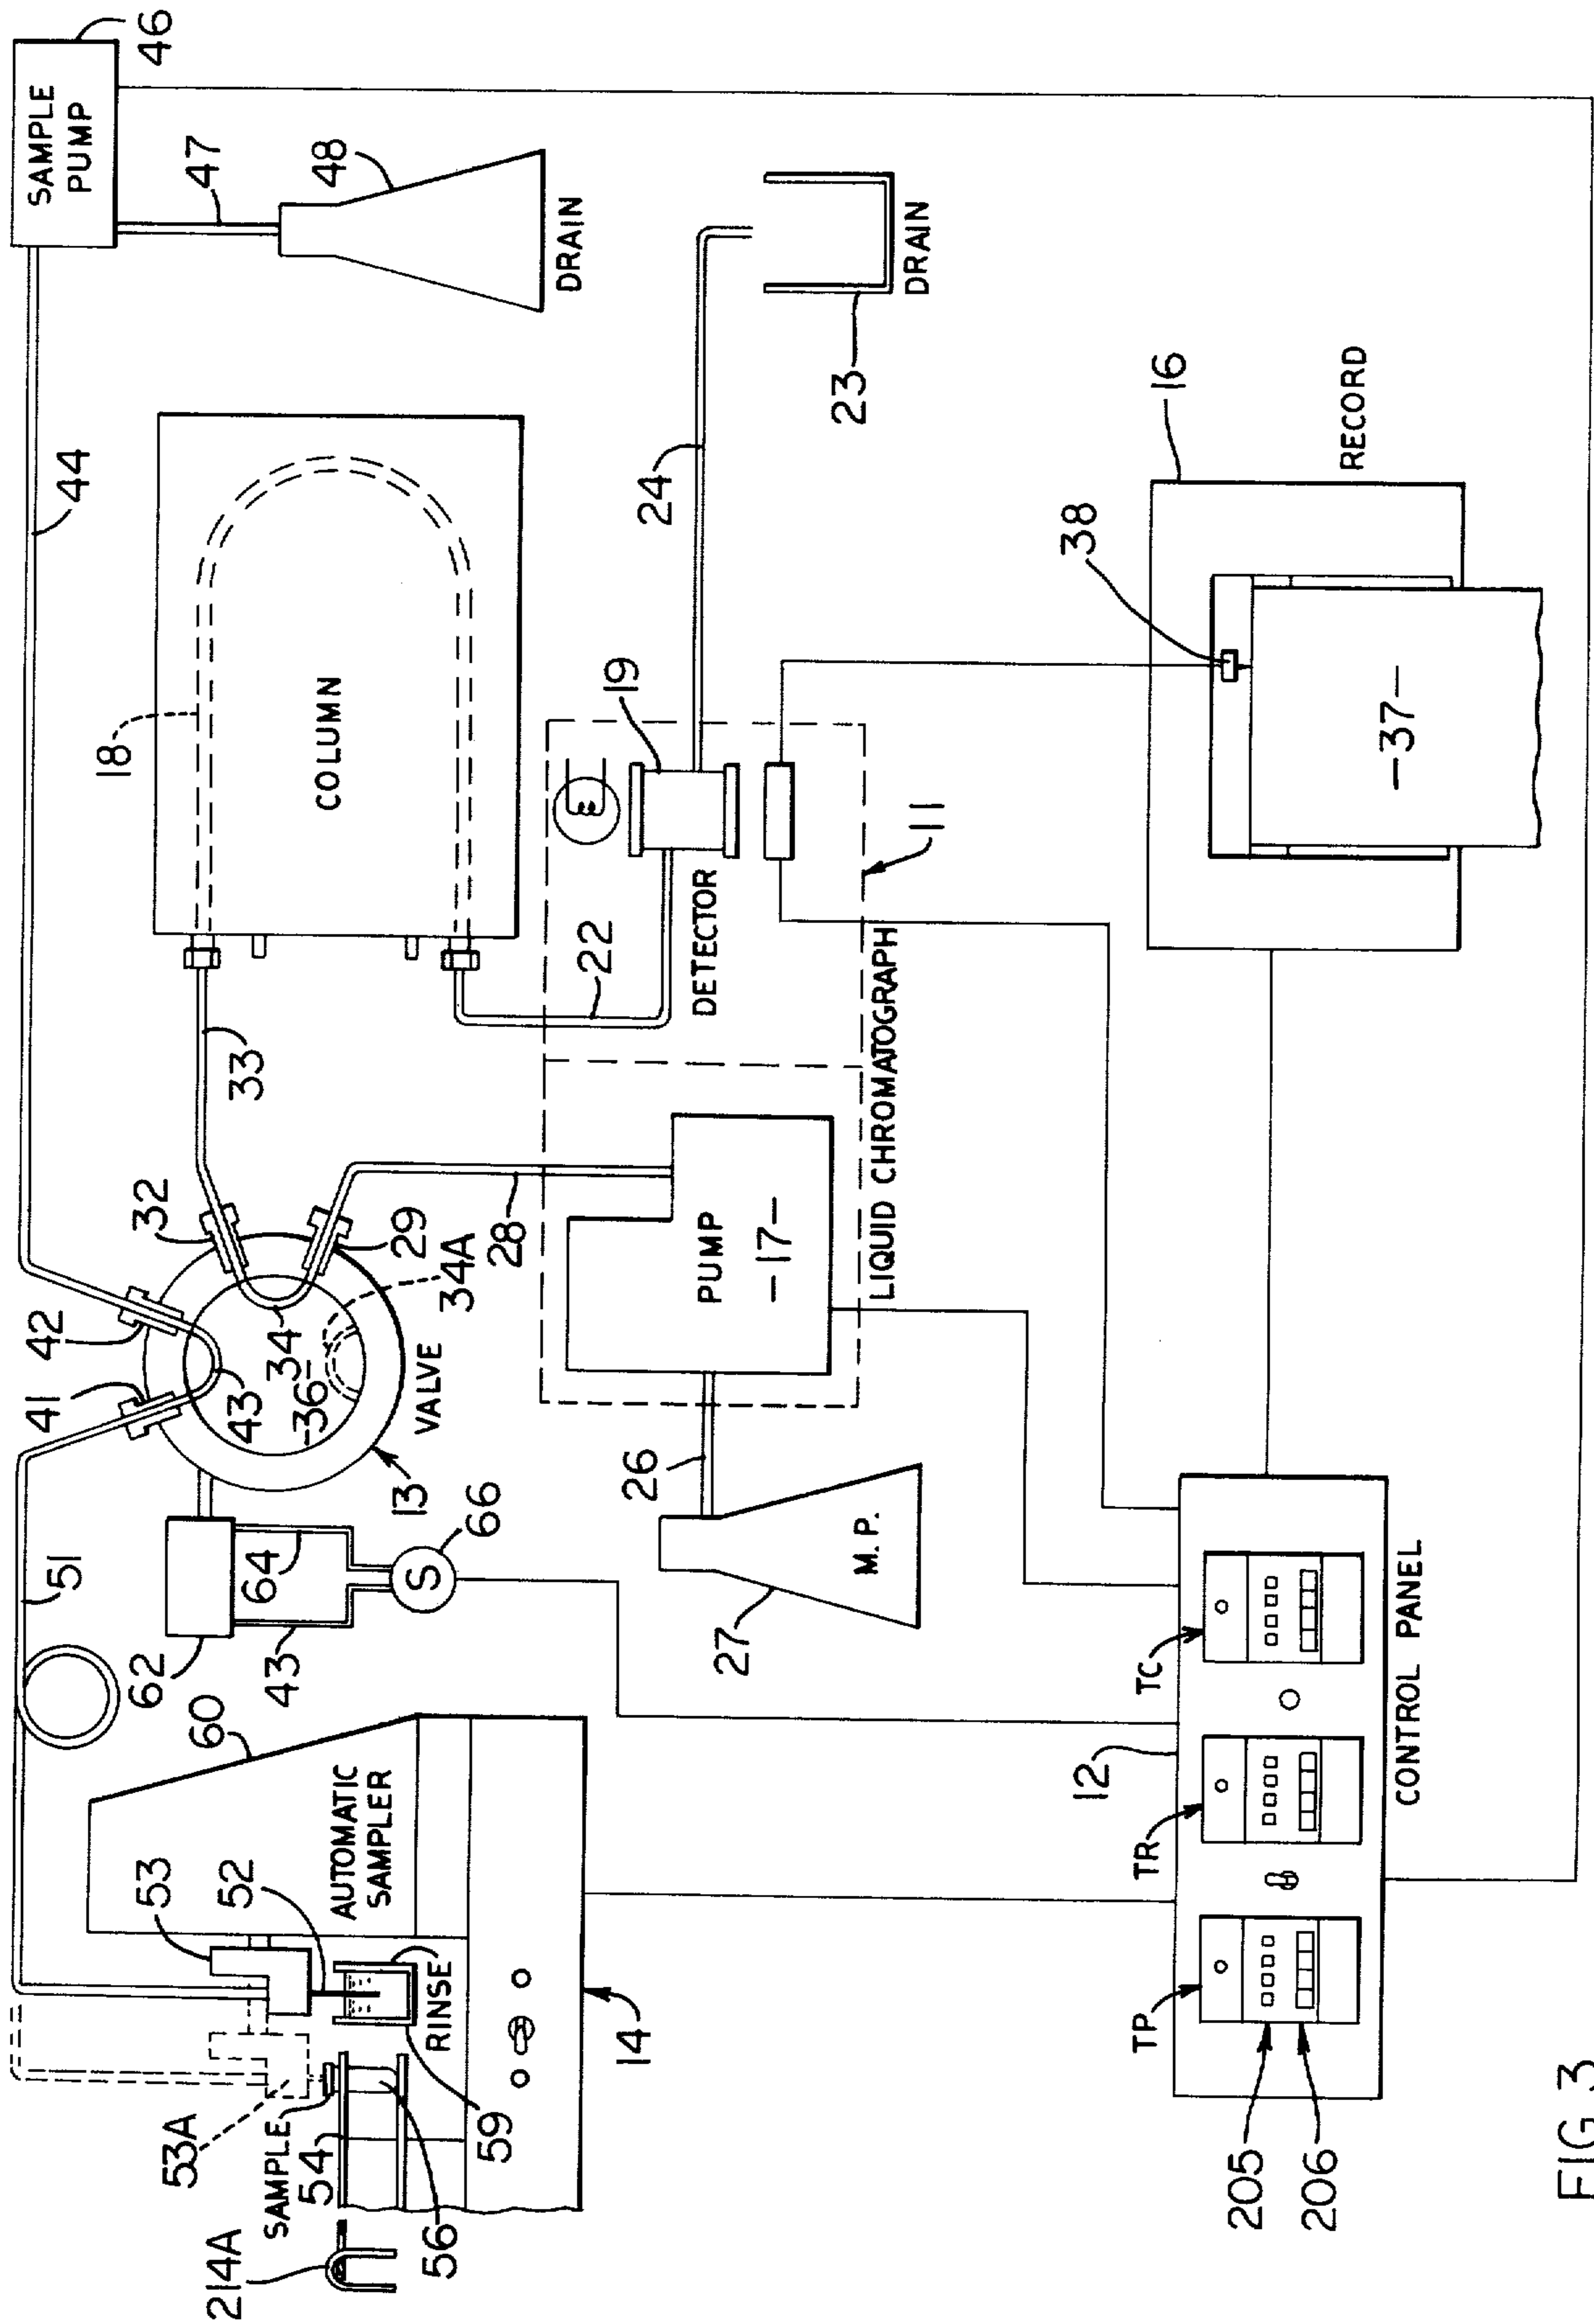 SAMPLE
PUMP
46
47
48
DRAIN
44
18
COLUMN
33
32
42
41
43
34
-36-
29
34A
28
VALVE
13
51
62
64
43
S
66
60
53
52
AUTOMATIC
SAMPLER
53A
SAMPLE
54
RINSE
59
56
214A
14
DETECTOR
19
22
24
23
DRAIN
11
LIQUID CHROMATOGRAPH
PUMP
-17-
26
27
M. P.
16
RECORD
38
-37-
12
TP
TR
TC
CONTROL PANEL
205
206
FIG. 3